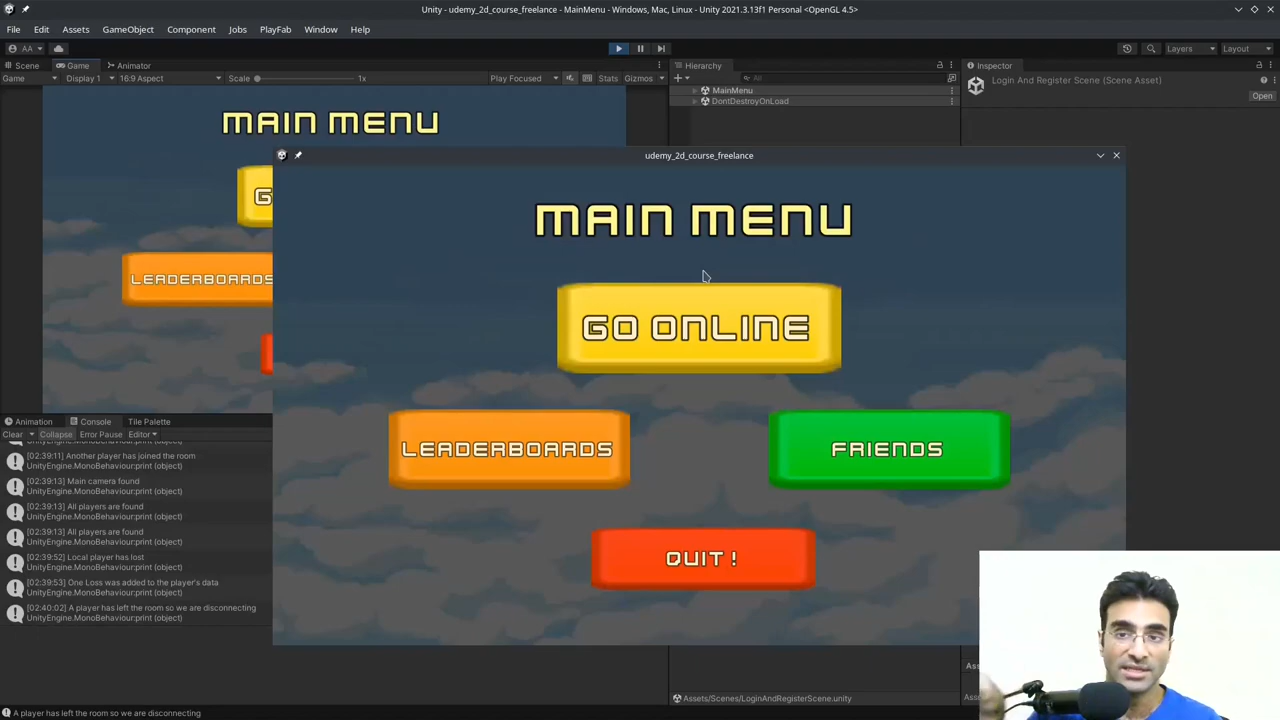 Unity - udemy_2d_course_freelance - MainMenu - Windows, Mac, Linux - Unity 2021.3.13f1 Personal <OpenGL 4.5>
File Edit Assets GameObject Component Jobs PlayFab Window Help
AA Layers Layout
Scene Game Animator
Hierarchy
Inspector
Game Display 1 16:9 Aspect Scale 1x Play Focused Stats Gizmos
All
Login And Register Scene (Scene Asset)
Open
MainMenu
DontDestroyOnLoad
MAIN MENU
G
LEADERBOARDS
udemy_2d_course_freelance
MAIN MENU
GO ONLINE
LEADERBOARDS
FRIENDS
QUIT !
Animation Console Tile Palette
Clear Collapse Error Pause Editor
UnityEngine.MonoBehaviour:print (object)
[02:39:11] Another player has joined the room
UnityEngine.MonoBehaviour:print (object)
[02:39:13] Main camera found
UnityEngine.MonoBehaviour:print (object)
[02:39:13] All players are found
UnityEngine.MonoBehaviour:print (object)
[02:39:13] All players are found
UnityEngine.MonoBehaviour:print (object)
[02:39:52] Local player has lost
UnityEngine.MonoBehaviour:print (object)
[02:39:53] One Loss was added to the player's data
UnityEngine.MonoBehaviour:print (object)
[02:40:02] A player has left the room so we are disconnecting
UnityEngine.MonoBehaviour:print (object)
Assets/Scenes/LoginAndRegisterScene.unity
A player has left the room so we are disconnecting